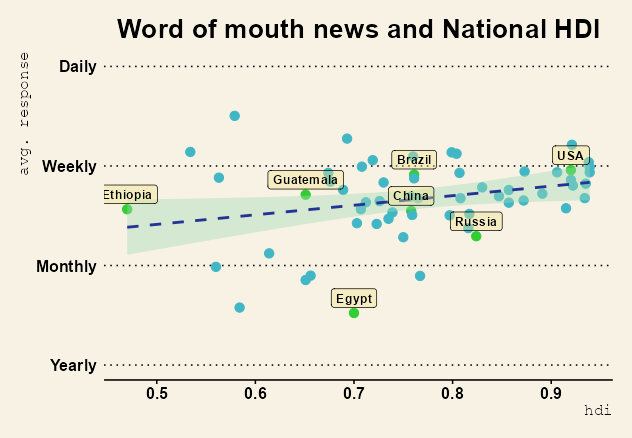 Word of mouth news and National HDI
avg. response
Daily
Weekly
Monthly
Yearly
USA
Brazil
Guatemala
China
Ethiopia
Russia
Egypt
0.5 0.6 0.7 0.8 0.9
hdi